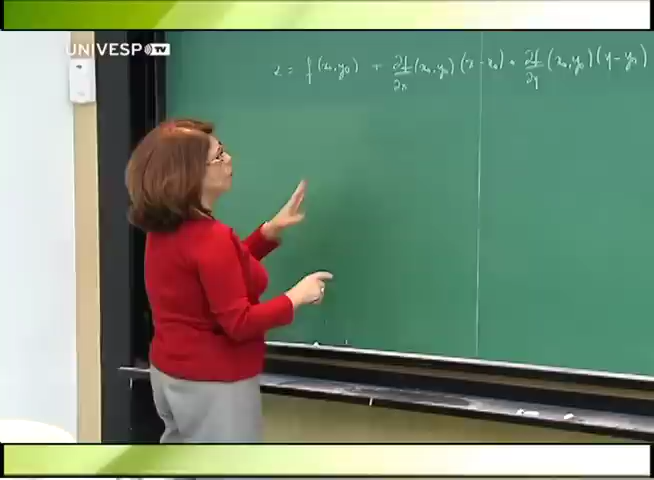 UNIVESP TV
z = f(x₀,y₀) + ∂f/∂x (x₀,y₀)(x-x₀) + ∂f/∂y (x₀,y₀)(y-y₀)